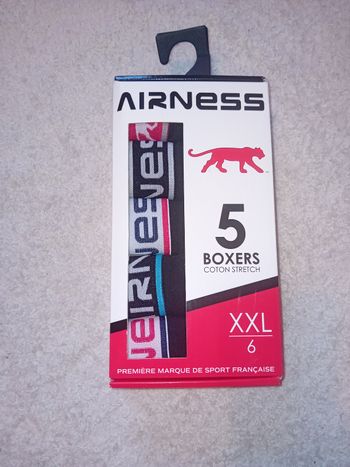 AIRNESS
5
BOXERS
COTON STRETCH
XXL
6
PREMIÈRE MARQUE DE SPORT FRANÇAISE